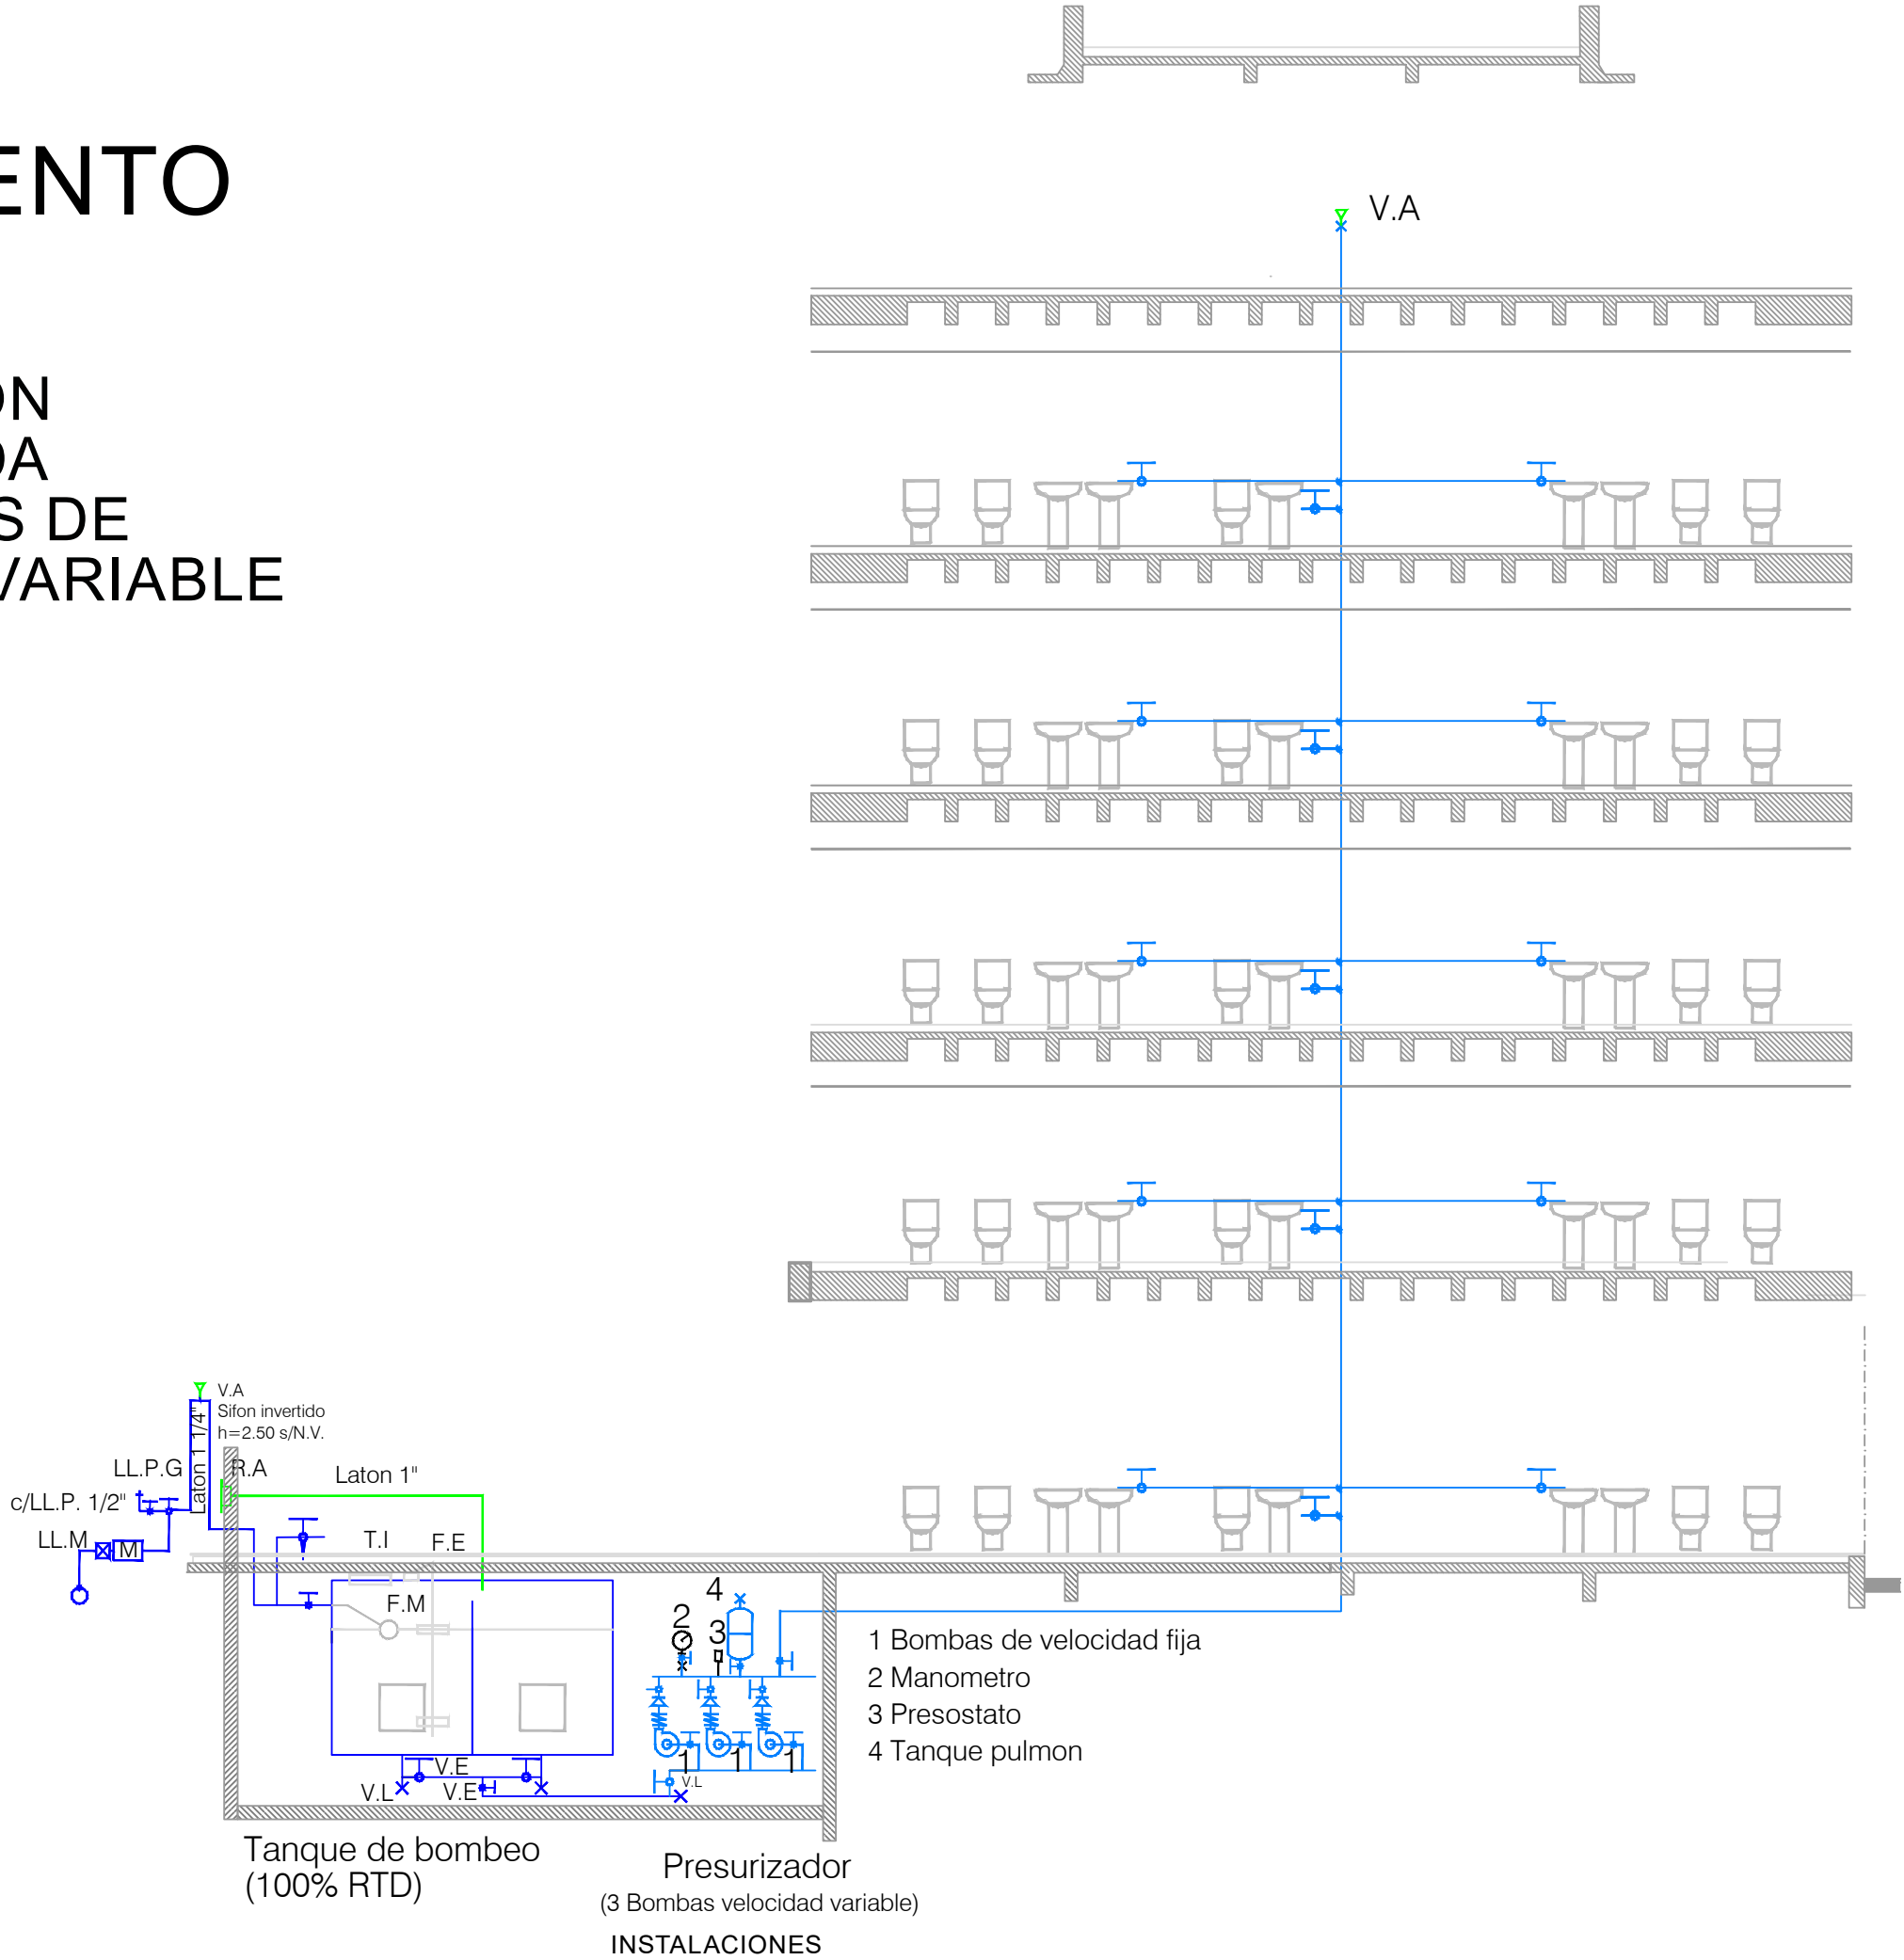 ENTO
V.A
ON
DA
S DE
VARIABLE
V.A
Sifon invertido
h=2.50 s/N.V.
Laton 1 1/4"
LL.P.G
R.A
Laton 1"
c/LL.P. 1/2"
LL.M
M
T.I
F.E
F.M
4
2
3
1 Bombas de velocidad fija
2 Manometro
3 Presostato
4 Tanque pulmon
1
1
1
V.E
V.L
V.E
V.L
Tanque de bombeo
(100% RTD)
Presurizador
(3 Bombas velocidad variable)
INSTALACIONES